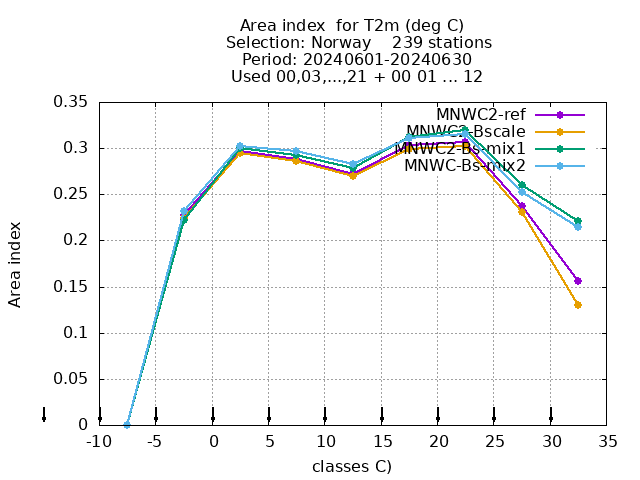 Area index  for T2m (deg C)
Selection: Norway    239 stations
Period: 20240601-20240630
Used 00,03,...,21 + 00 01 ... 12
MNWC2-ref
MNWC2-Bscale
MNWC2-Bs-mix1
MNWC-Bs-mix2
Area index
0.35
0.3
0.25
0.2
0.15
0.1
0.05
0
-10 -5 0 5 10 15 20 25 30 35
classes C)